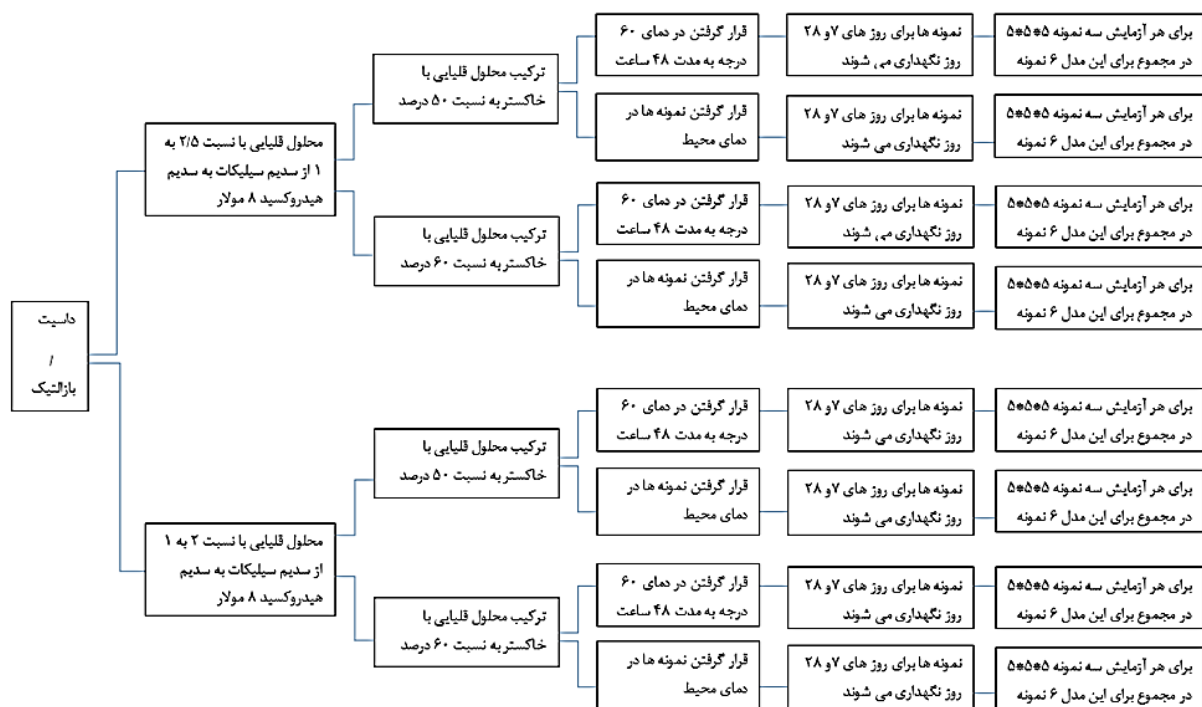 داسیت
/
بازالتیک
محلول قلیایی با نسبت ۲/۵ به
۱ از سدیم سیلیکات به سدیم
هیدروکسید ۸ مولار
ترکیب محلول قلیایی با
خاکستر به نسبت ۵۰ درصد
قرار گرفتن در دمای ۶۰
درجه به مدت ۴۸ ساعت
نمونه ها برای روز های ۷و ۲۸
روز نگهداری می شوند
برای هر آزمایش سه نمونه ۵*۵*۵
در مجموع برای این مدل ۶ نمونه
قرار گرفتن نمونه ها در
دمای محیط
نمونه ها برای روز های ۷و ۲۸
روز نگهداری می شوند
برای هر آزمایش سه نمونه ۵*۵*۵
در مجموع برای این مدل ۶ نمونه
ترکیب محلول قلیایی با
خاکستر به نسبت ۶۰ درصد
قرار گرفتن در دمای ۶۰
درجه به مدت ۴۸ ساعت
نمونه ها برای روز های ۷و ۲۸
روز نگهداری می شوند
برای هر آزمایش سه نمونه ۵*۵*۵
در مجموع برای این مدل ۶ نمونه
قرار گرفتن نمونه ها در
دمای محیط
نمونه ها برای روز های ۷و ۲۸
روز نگهداری می شوند
برای هر آزمایش سه نمونه ۵*۵*۵
در مجموع برای این مدل ۶ نمونه
محلول قلیایی با نسبت ۲ به ۱
از سدیم سیلیکات به سدیم
هیدروکسید ۸ مولار
ترکیب محلول قلیایی با
خاکستر به نسبت ۵۰ درصد
قرار گرفتن در دمای ۶۰
درجه به مدت ۴۸ ساعت
نمونه ها برای روز های ۷و ۲۸
روز نگهداری می شوند
برای هر آزمایش سه نمونه ۵*۵*۵
در مجموع برای این مدل ۶ نمونه
قرار گرفتن نمونه ها در
دمای محیط
نمونه ها برای روز های ۷و ۲۸
روز نگهداری می شوند
برای هر آزمایش سه نمونه ۵*۵*۵
در مجموع برای این مدل ۶ نمونه
ترکیب محلول قلیایی با
خاکستر به نسبت ۶۰ درصد
قرار گرفتن در دمای ۶۰
درجه به مدت ۴۸ ساعت
نمونه ها برای روز های ۷و ۲۸
روز نگهداری می شوند
برای هر آزمایش سه نمونه ۵*۵*۵
در مجموع برای این مدل ۶ نمونه
قرار گرفتن نمونه ها در
دمای محیط
نمونه ها برای روز های ۷و ۲۸
روز نگهداری می شوند
برای هر آزمایش سه نمونه ۵*۵*۵
در مجموع برای این مدل ۶ نمونه